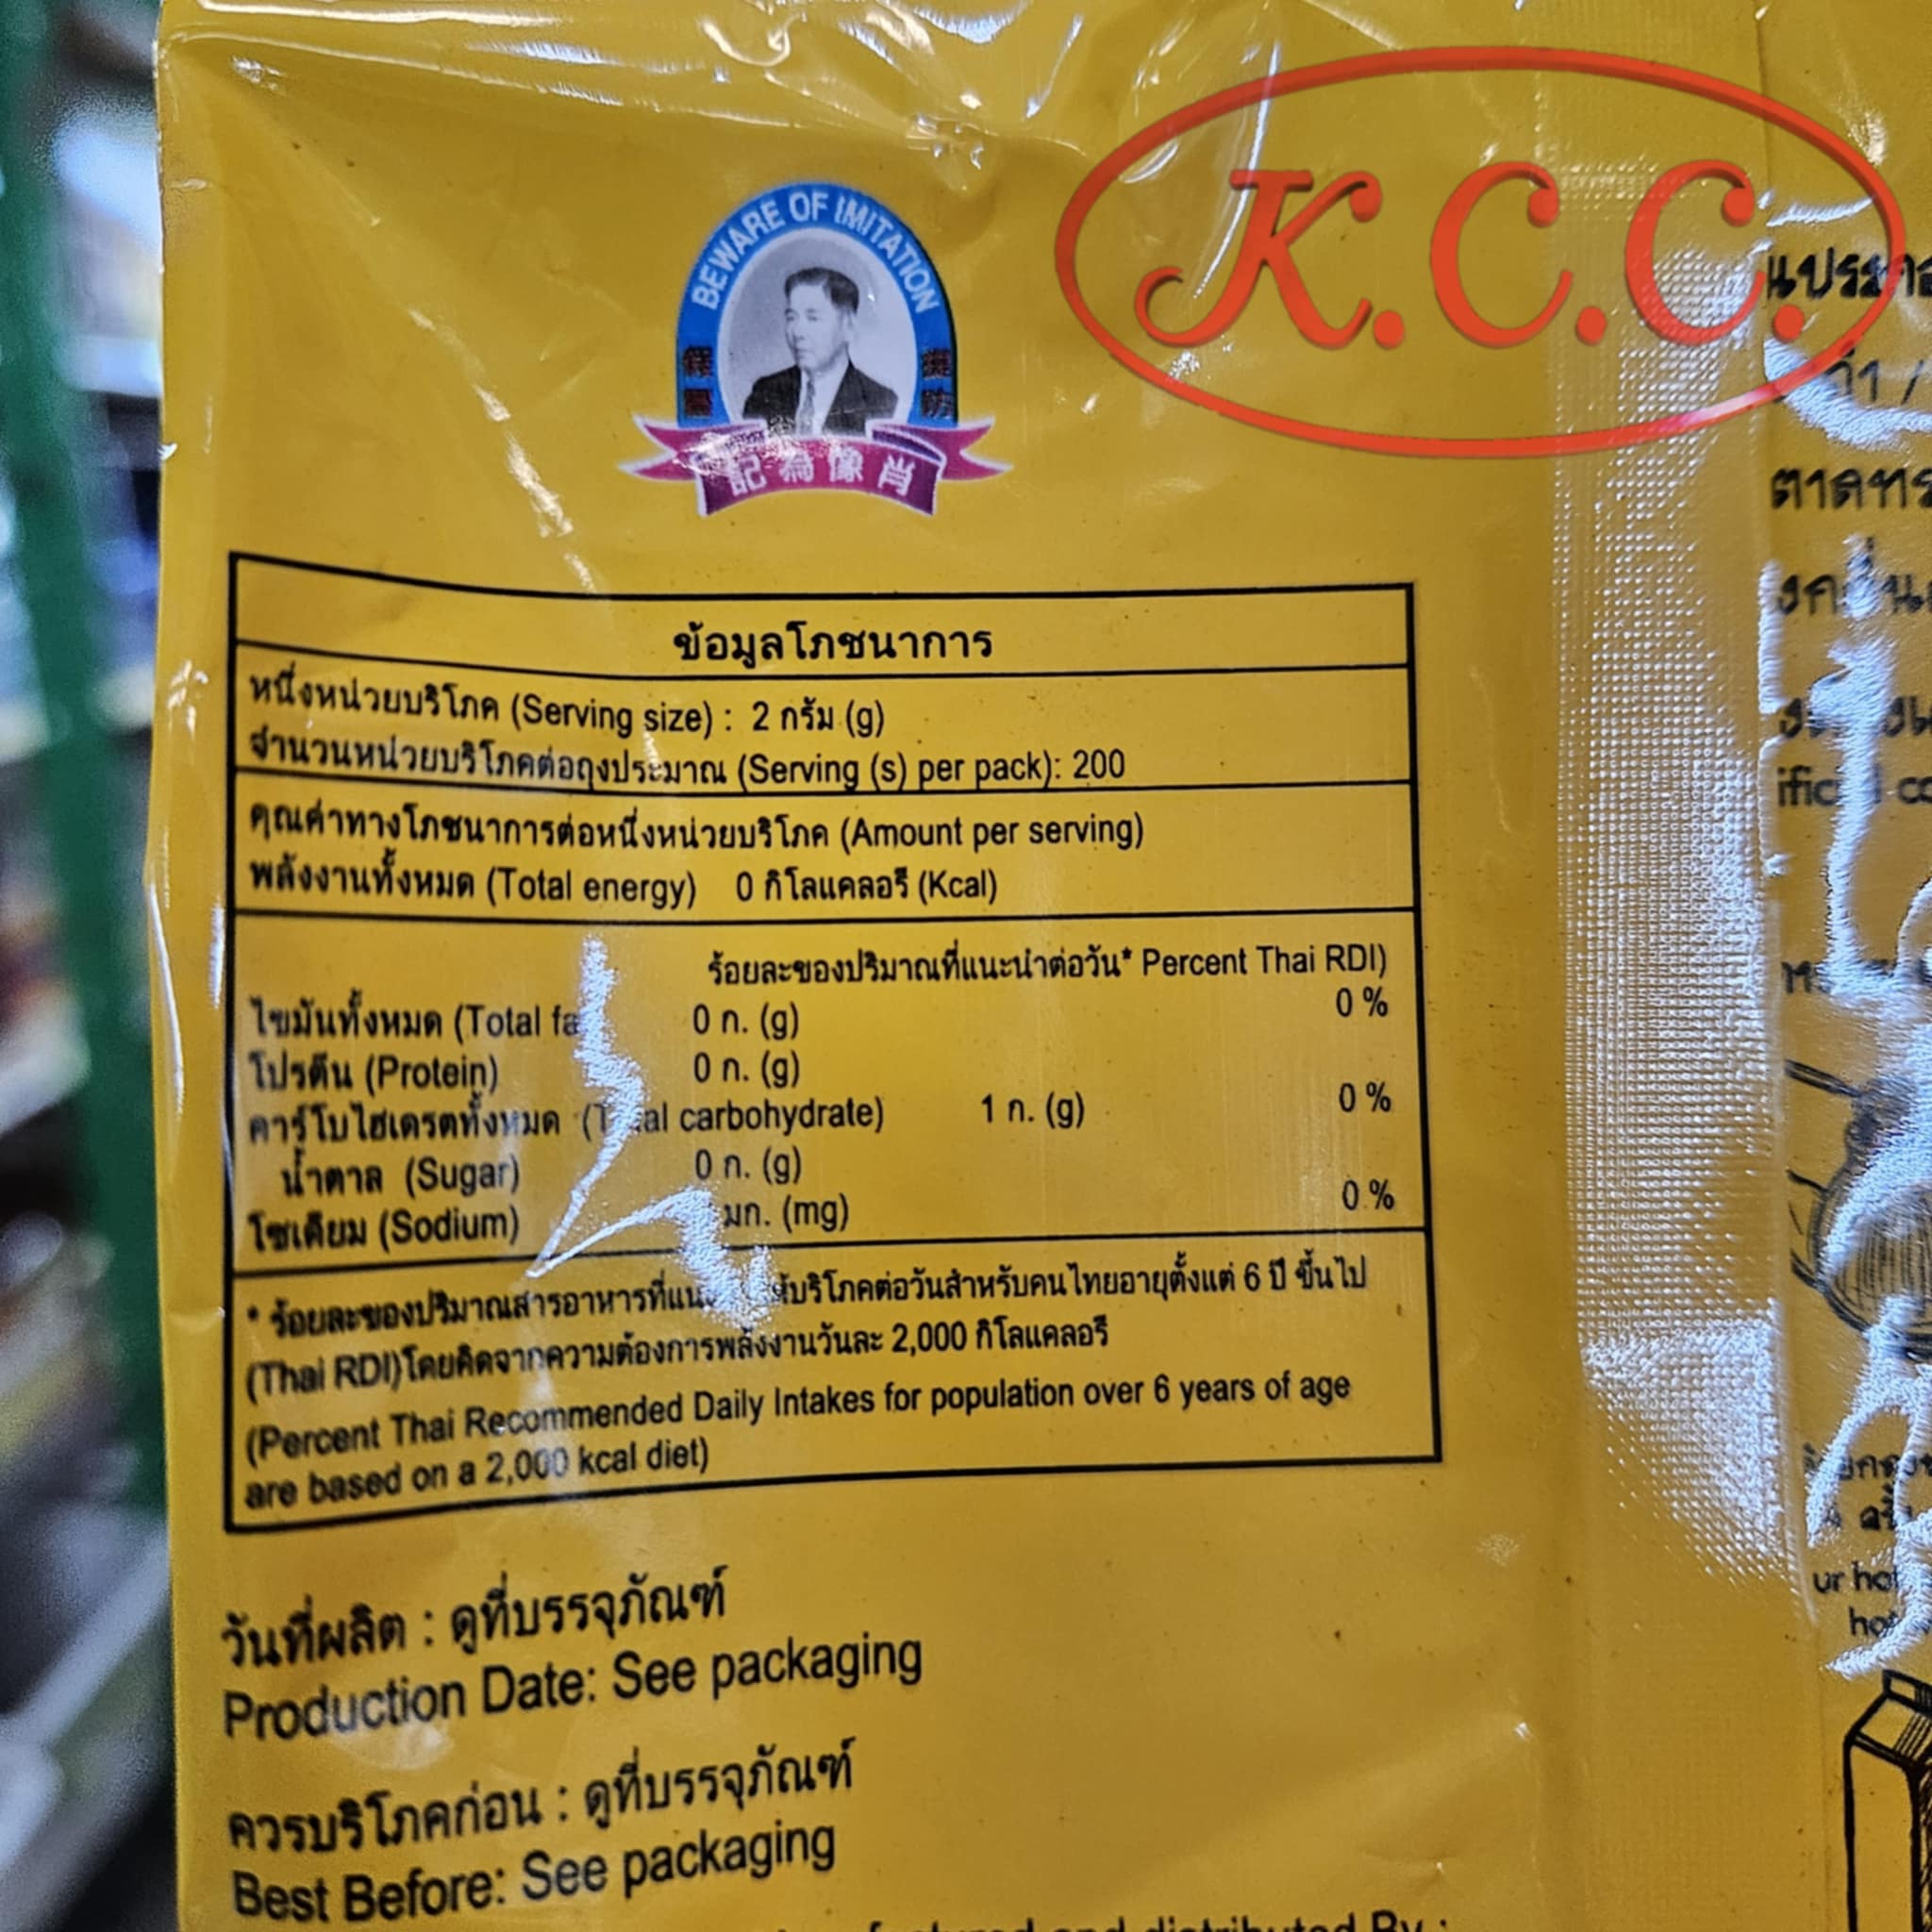 K.C.C.
BEWARE OF IMITATION
記為像肖
ข้อมูลโภชนาการ
หนึ่งหน่วยบริโภค (Serving size) : 2 กรัม (g)
จำนวนหน่วยบริโภคต่อถุงประมาณ (Serving (s) per pack): 200
คุณค่าทางโภชนาการต่อหนึ่งหน่วยบริโภค (Amount per serving)
พลังงานทั้งหมด (Total energy) 0 กิโลแคลอรี (Kcal)
ร้อยละของปริมาณที่แนะนำต่อวัน* Percent Thai RDI)
ไขมันทั้งหมด (Total fa 0 ก. (g) 0 %
โปรตีน (Protein) 0 ก. (g)
คาร์โบไฮเดรตทั้งหมด carbohydrate) 1 ก. (g) 0 %
น้ำตาล (Sugar) 0 ก. (g)
โซเดียม (Sodium) มก. (mg) 0 %
* ร้อยละของปริมาณสารอาหารที่แน บริโภคต่อวันสำหรับคนไทยอายุตั้งแต่ 6 ปี ขึ้นไป
(Thai RDI)โดยคิดจากความต้องการพลังงานวันละ 2,000 กิโลแคลอรี
(Percent Thai Recommended Daily Intakes for population over 6 years of age
are based on a 2,000 kcal diet)
วันที่ผลิต : ดูที่บรรจุภัณฑ์
Production Date: See packaging
ควรบริโภคก่อน : ดูที่บรรจุภัณฑ์
Best Before: See packaging
and distributed By :